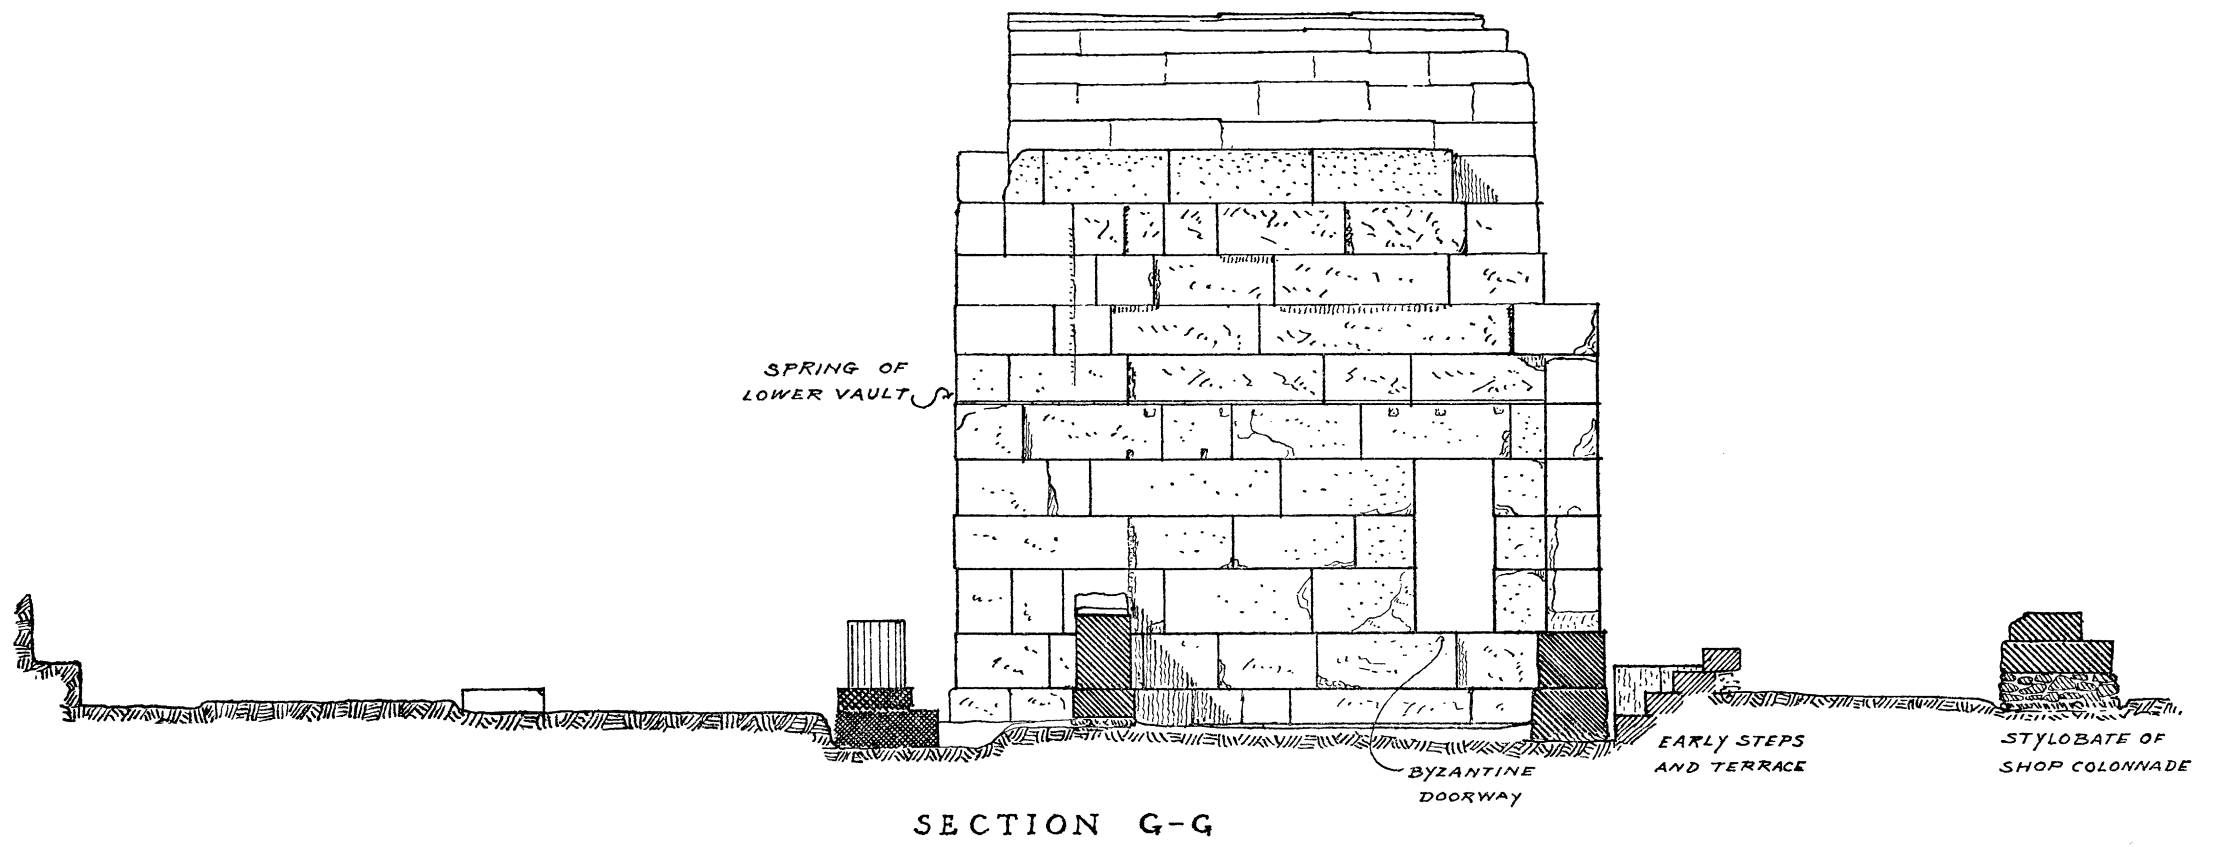 SPRING OF
LOWER VAULT
EARLY STEPS
AND TERRACE
STYLOBATE OF
SHOP COLONNADE
BYZANTINE
DOORWAY
SECTION G-G